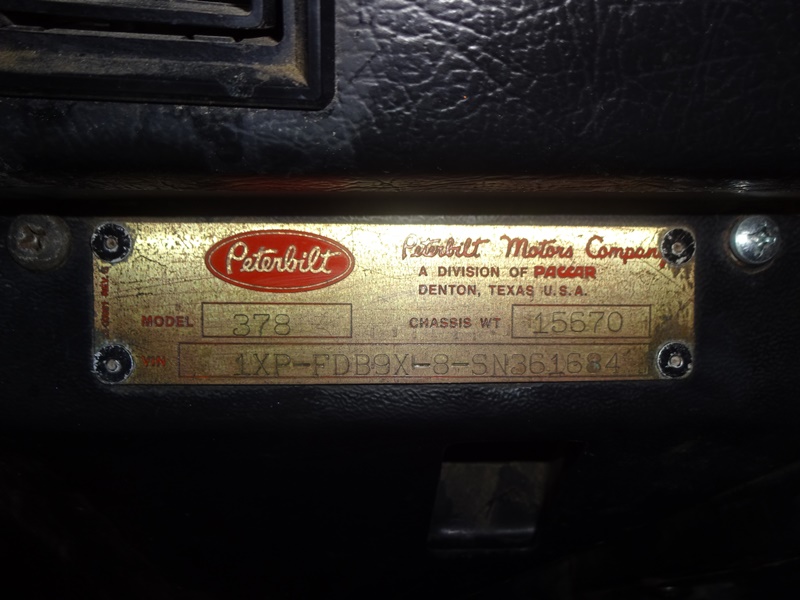 Peterbilt
Peterbilt Motors Company
A DIVISION OF PACCAR
DENTON, TEXAS U.S.A.
MODEL 378
CHASSIS WT 15670
VIN 1XP-FDB9X-8-SN361684